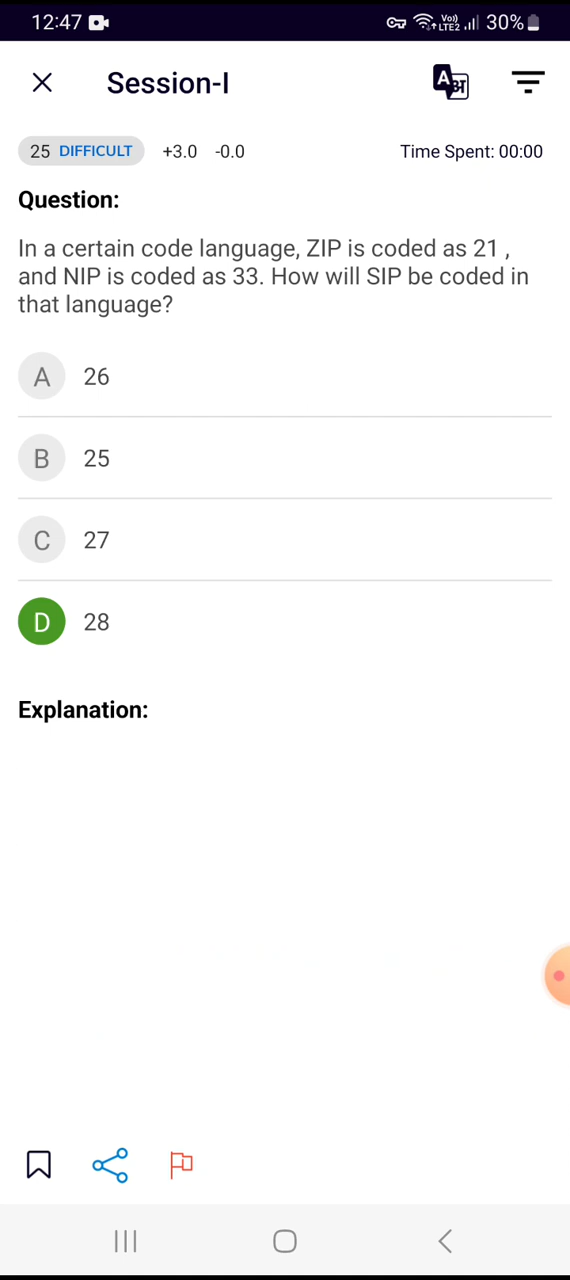 12:47
Vo)) LTE2 30%
Session-I
25 DIFFICULT +3.0 -0.0 Time Spent: 00:00
Question:
In a certain code language, ZIP is coded as 21 ,
and NIP is coded as 33. How will SIP be coded in
that language?
A 26
B 25
C 27
D 28
Explanation: